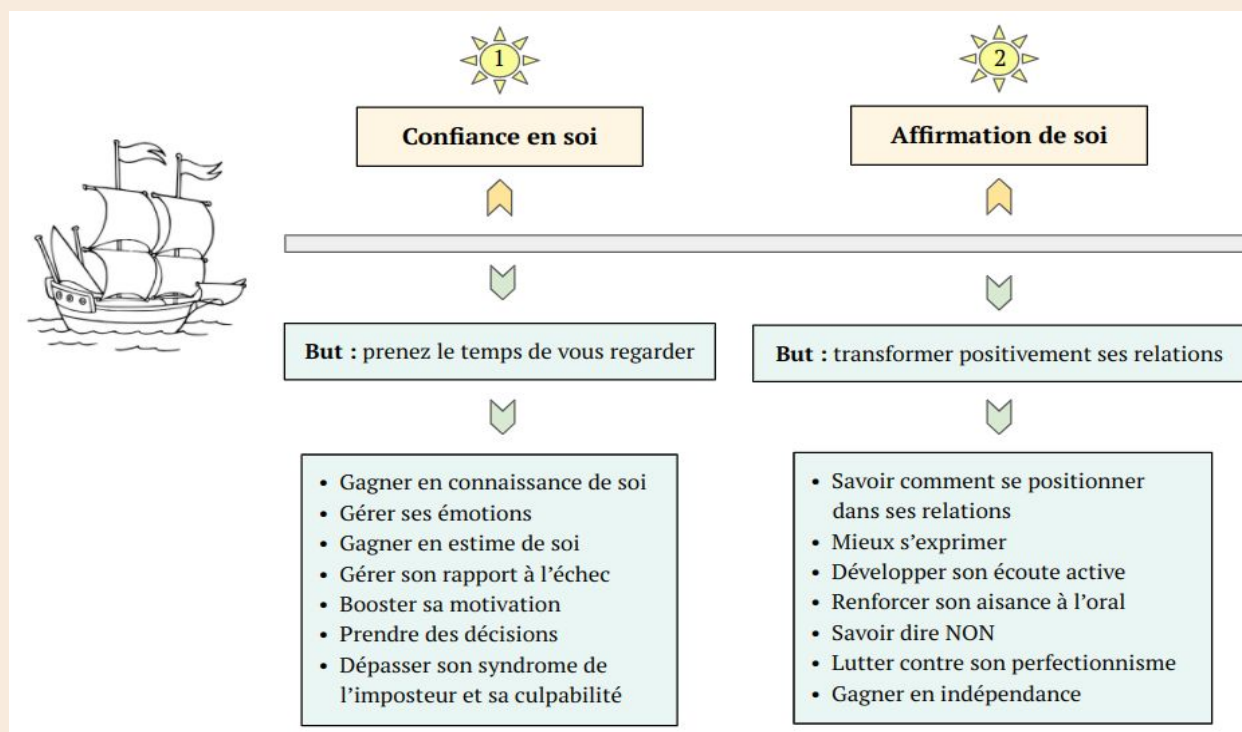 1
Confiance en soi
But : prenez le temps de vous regarder
• Gagner en connaissance de soi
• Gérer ses émotions
• Gagner en estime de soi
• Gérer son rapport à l’échec
• Booster sa motivation
• Prendre des décisions
• Dépasser son syndrome de
l’imposteur et sa culpabilité
2
Affirmation de soi
But : transformer positivement ses relations
• Savoir comment se positionner
dans ses relations
• Mieux s’exprimer
• Développer son écoute active
• Renforcer son aisance à l’oral
• Savoir dire NON
• Lutter contre son perfectionnisme
• Gagner en indépendance